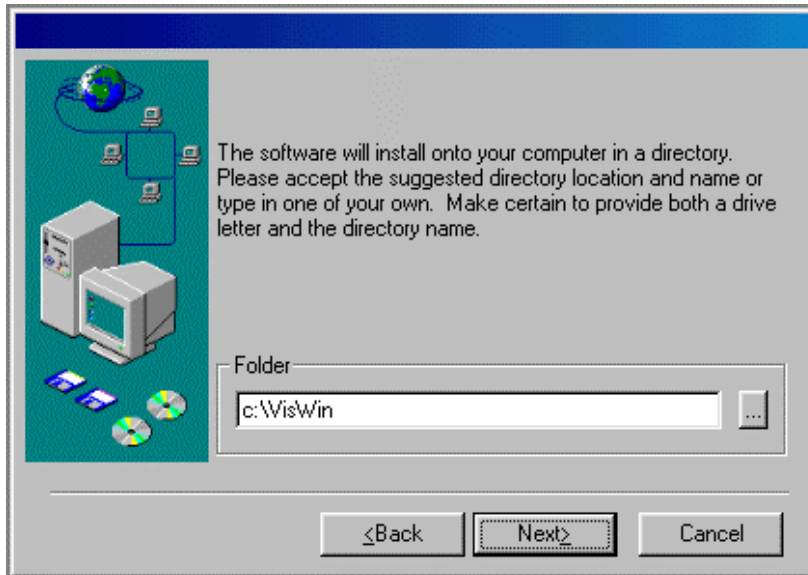 The software will install onto your computer in a directory.
Please accept the suggested directory location and name or
type in one of your own.  Make certain to provide both a drive
letter and the directory name.
Folder
c:\VisWin
...
<Back
Next>
Cancel